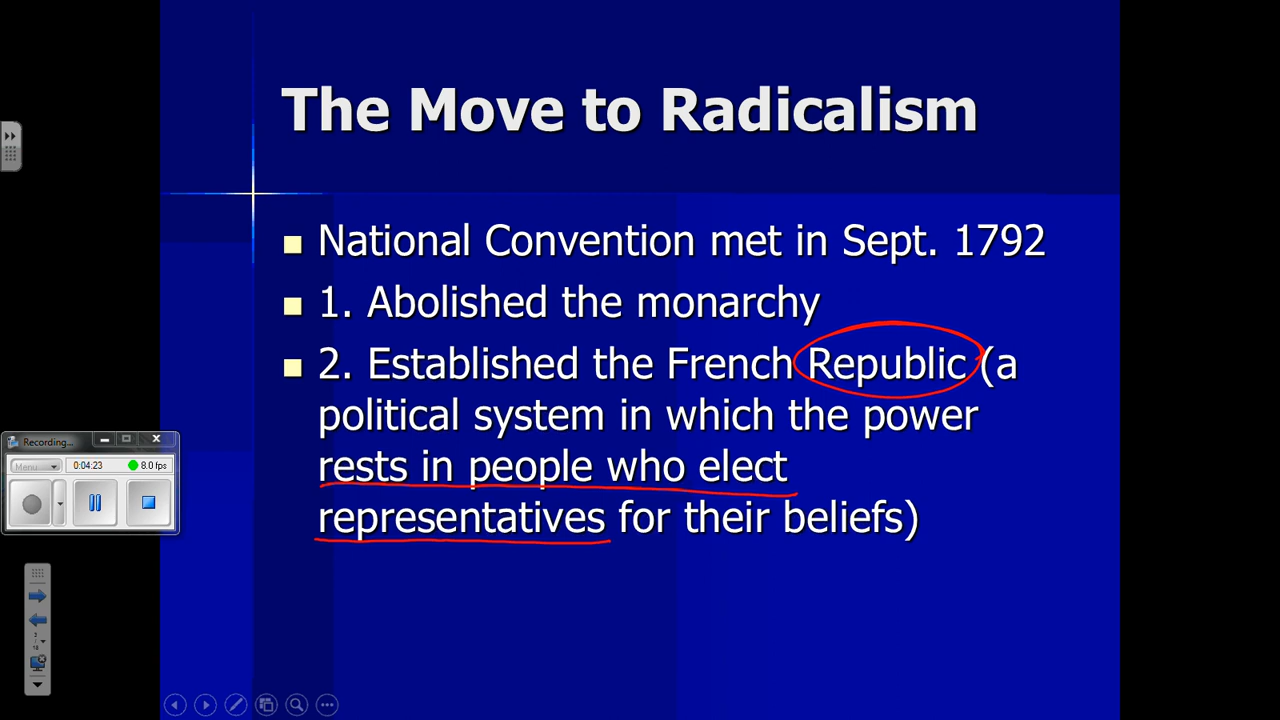 The Move to Radicalism
National Convention met in Sept. 1792
1. Abolished the monarchy
2. Established the French Republic (a
political system in which the power
rests in people who elect
representatives for their beliefs)
Recording...
Menu
0:04:23
8.0 fps
3
/
18